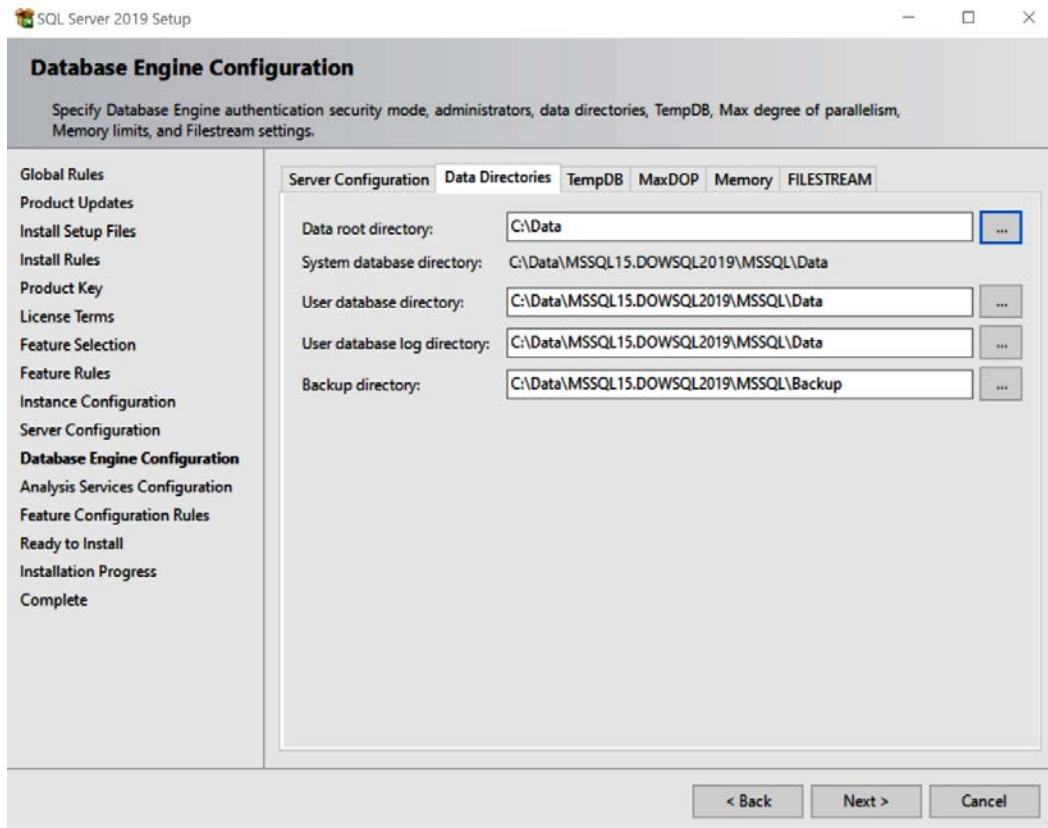 SQL Server 2019 Setup
Database Engine Configuration
Specify Database Engine authentication security mode, administrators, data directories, TempDB, Max degree of parallelism,
Memory limits, and Filestream settings.
Global Rules
Product Updates
Install Setup Files
Install Rules
Product Key
License Terms
Feature Selection
Feature Rules
Instance Configuration
Server Configuration
Database Engine Configuration
Analysis Services Configuration
Feature Configuration Rules
Ready to Install
Installation Progress
Complete
Server Configuration Data Directories TempDB MaxDOP Memory FILESTREAM
Data root directory: C:\Data ...
System database directory: C:\Data\MSSQL15.DOWSQL2019\MSSQL\Data
User database directory: C:\Data\MSSQL15.DOWSQL2019\MSSQL\Data ...
User database log directory: C:\Data\MSSQL15.DOWSQL2019\MSSQL\Data ...
Backup directory: C:\Data\MSSQL15.DOWSQL2019\MSSQL\Backup ...
< Back Next > Cancel